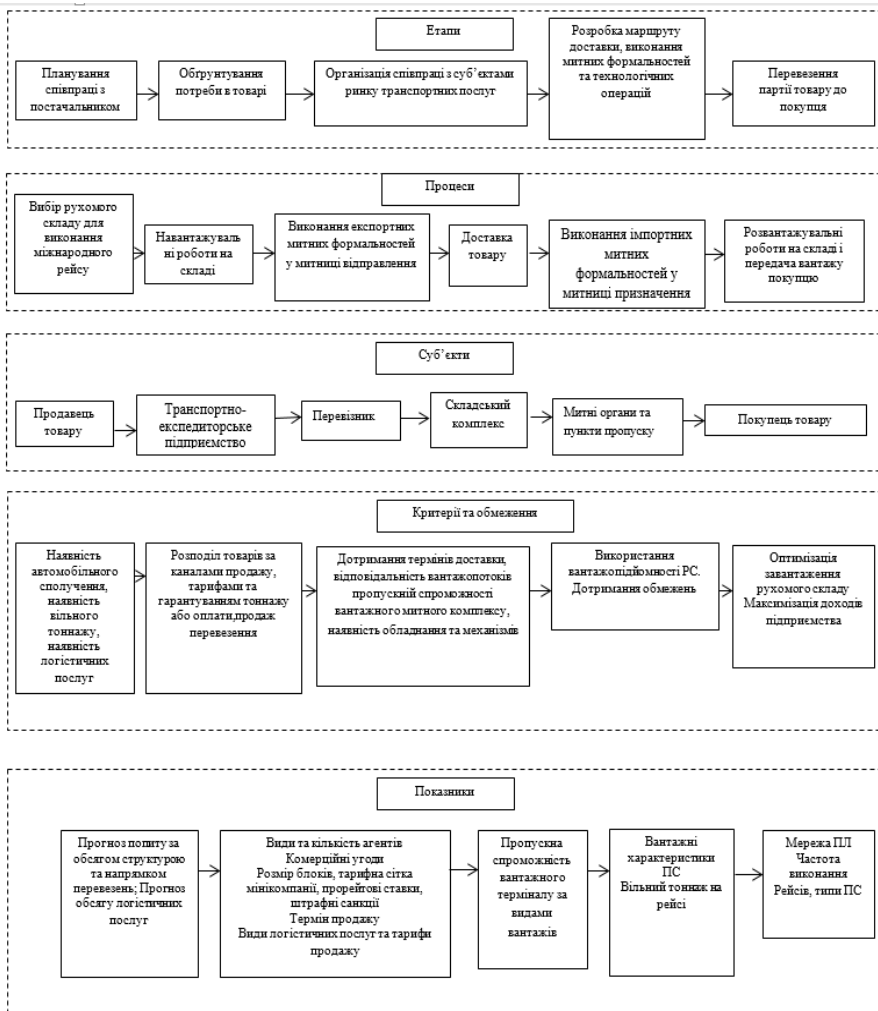 Етапи
Планування
співпраці з
постачальником
Обґрунтування
потреби в товарі
Організація співпраці з суб’єктами
ринку транспортних послуг
Розробка маршруту
доставки, виконання
митних формальностей
та технологічних
операцій
Перевезення
партії товару до
покупця
Процеси
Вибір рухомого
складу для
виконання
міжнародного
рейсу
Навантажуваль
ні роботи на
складі
Виконання експортних
митних формальностей
у митниці відправлення
Доставка
товару
Виконання імпортних
митних
формальностей у
митниці призначення
Розвантажувальні
роботи на складі і
передача вантажу
покупцю
Суб’єкти
Продавець
товару
Транспортно-
експедиторське
підприємство
Перевізник
Складський
комплекс
Митні органи та
пункти пропуску
Покупець товару
Критерії та обмеження
Наявність
автомобільного
сполучення,
наявність
вільного
тоннажу,
наявність
логістичних
послуг
Розподіл товарів за
каналами продажу,
тарифами та
гарантуванням тоннажу
або оплати,продаж
перевезення
Дотримання термінів доставки,
відповідальність вантажопотоків
пропускній спроможності
вантажного митного комплексу,
наявність обладнання та механізмів
Використання
вантажопідйомності РС.
Дотримання обмежень
Оптимізація
завантаження
рухомого складу
Максимізація доходів
підприємства
Показники
Прогноз попиту за
обсягом структурою
та напрямком
перевезень; Прогноз
обсягу логістичних
послуг
Види та кількість агентів
Комерційні угоди
Розмір блоків, тарифна сітка
мінікомпанії, прорейтові ставки,
штрафні санкції
Термін продажу
Види логістичних послуг та тарифи
продажу
Пропускна
спроможність
вантажного
терміналу за
видами
вантажів
Вантажні
характеристики
ПС
Вільний тоннаж на
рейсі
Мережа ПЛ
Частота
виконання
Рейсів, типи ПС